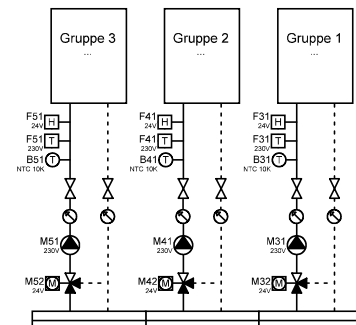 Gruppe 3
...
Gruppe 2
...
Gruppe 1
...
F51 H
24V
F41 H
24V
F31 H
24V
F51 T
230V
F41 T
230V
F31 T
230V
B51 T
NTC 10K
B41 T
NTC 10K
B31 T
NTC 10K
M51
230V
M41
230V
M31
230V
M52 M
24V
M42 M
24V
M32 M
24V